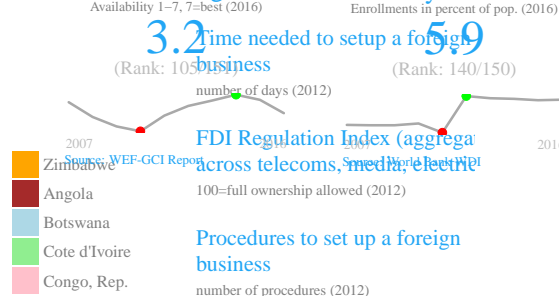 Availability 1–7, 7=best (2016)
Enrollments in percent of pop. (2016)
3.2
5.9
Time needed to setup a foreign
business
(Rank: 140/150)
number of days (2012)
2007
FDI Regulation Index (aggregat
across telecoms, media, electric
Source: WEF-GCI Report
Source: World Bank WDI
100=full ownership allowed (2012)
Zimbabwe
Angola
Botswana
Cote d'Ivoire
Congo, Rep.
Procedures to set up a foreign
business
number of procedures (2012)